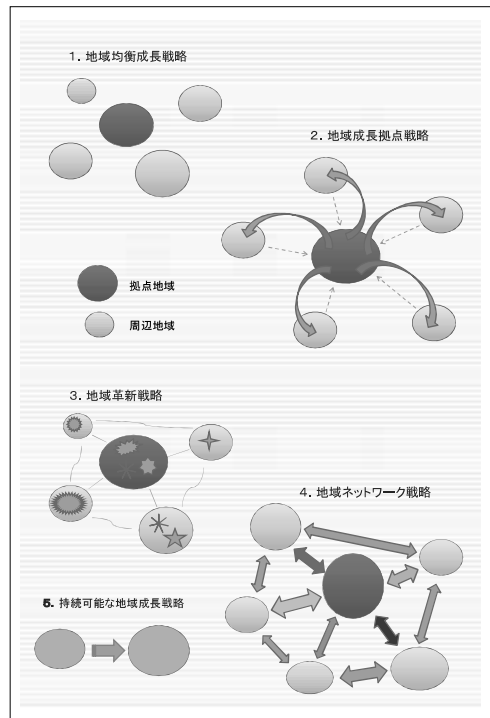 1. 地域均衡成長戦略
2. 地域成長拠点戦略
拠点地域
周辺地域
3. 地域革新戦略
4. 地域ネットワーク戦略
5. 持続可能な地域成長戦略